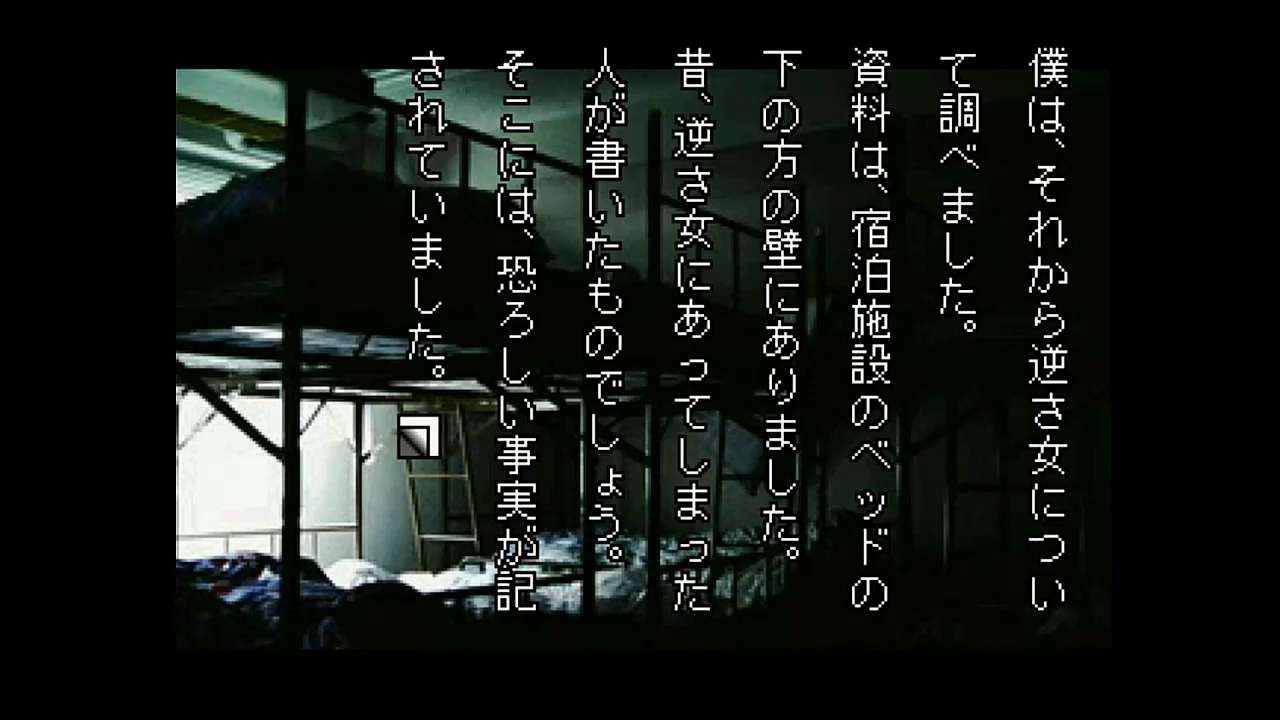 僕は、それから逆さ女につい
て調べました。
資料は、宿泊施設のベッドの
下の方の壁にありました。
昔、逆さ女にあってしまった
人が書いたものでしょう。
そこには、恐ろしい事実が記
されていました。